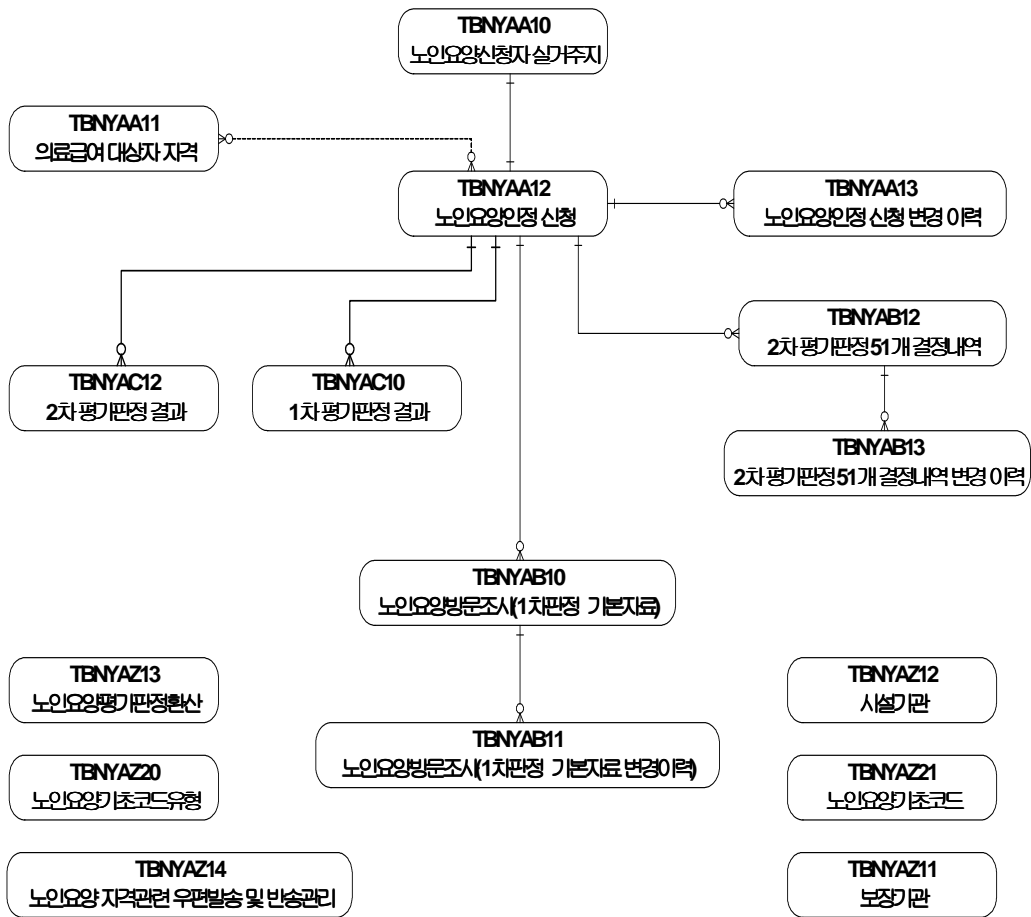 TBNYAA10
노인요양신청자 실거주지
TBNYAA11
의료급여 대상자 자격
TBNYAA12
노인요양인정 신청
TBNYAA13
노인요양인정 신청 변경 이력
TBNYAB12
2차 평가판정 51개 결정내역
TBNYAC12
2차 평가판정 결과
TBNYAC10
1차 평가판정 결과
TBNYAB13
2차 평가판정 51개 결정내역 변경 이력
TBNYAB10
노인요양방문조사(1차판정 기본자료)
TBNYAZ13
노인요양평가판정환산
TBNYAZ12
시설기관
TBNYAB11
노인요양방문조사(1차판정 기본자료 변경이력)
TBNYAZ20
노인요양기초코드유형
TBNYAZ21
노인요양기초코드
TBNYAZ14
노인요양 자격관련 우편발송 및 반송관리
TBNYAZ11
보장기관